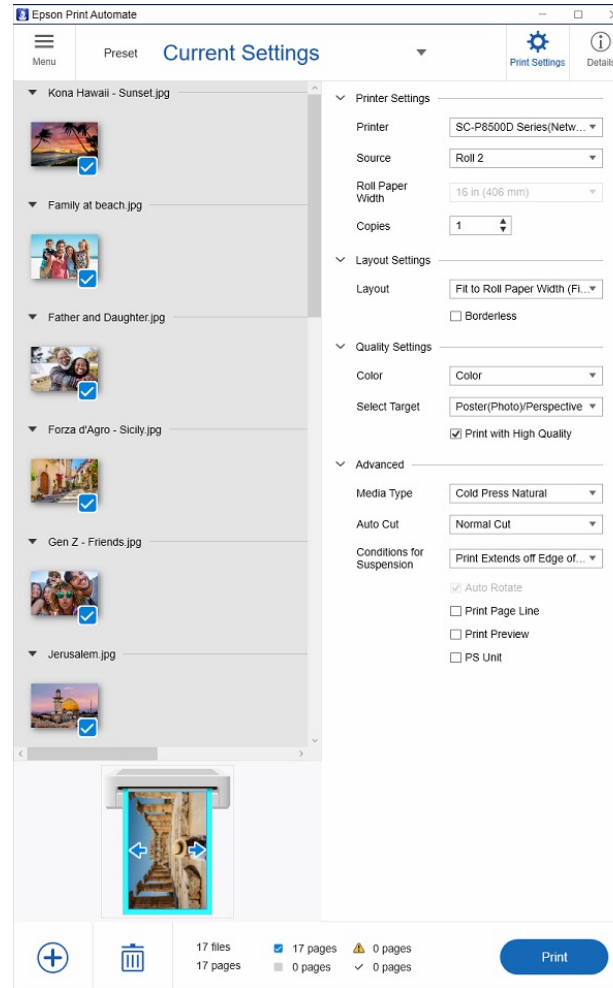 Epson Print Automate
Menu
Preset
Current Settings
Print Settings
Details
Kona Hawaii - Sunset.jpg
Family at beach.jpg
Father and Daughter.jpg
Forza d'Agro - Sicily.jpg
Gen Z - Friends.jpg
Jerusalem.jpg
Printer Settings
Printer SC-P8500D Series(Netw...
Source Roll 2
Roll Paper
Width 16 in (406 mm)
Copies 1
Layout Settings
Layout Fit to Roll Paper Width (Fi...
Borderless
Quality Settings
Color Color
Select Target Poster(Photo)/Perspective
Print with High Quality
Advanced
Media Type Cold Press Natural
Auto Cut Normal Cut
Conditions for
Suspension Print Extends off Edge of...
Auto Rotate
Print Page Line
Print Preview
PS Unit
17 files 17 pages 0 pages
17 pages 0 pages 0 pages
Print